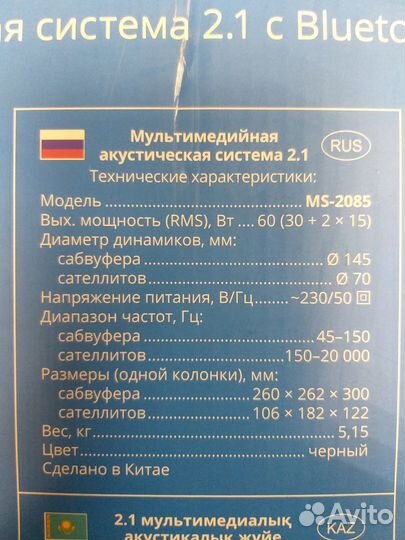 ая система 2.1 с Blueto
Мультимедийная
акустическая система 2.1
RUS
Технические характеристики:
Модель ........ MS-2085
Вых. мощность (RMS), Вт .... 60 (30 + 2 × 15)
Диаметр динамиков, мм:
сабвуфера ........ Ø 145
сателлитов ........ Ø 70
Напряжение питания, В/Гц ....... ~230/50
Диапазон частот, Гц:
сабвуфера ........ 45–150
сателлитов ........ 150–20 000
Размеры (одной колонки), мм:
сабвуфера ........ 260 × 262 × 300
сателлитов ........ 106 × 182 × 122
Вес, кг ........ 5,15
Цвет ........ черный
Сделано в Китае
2.1 мультимедиалық
акустикалық жүйе
KAZ
Avito